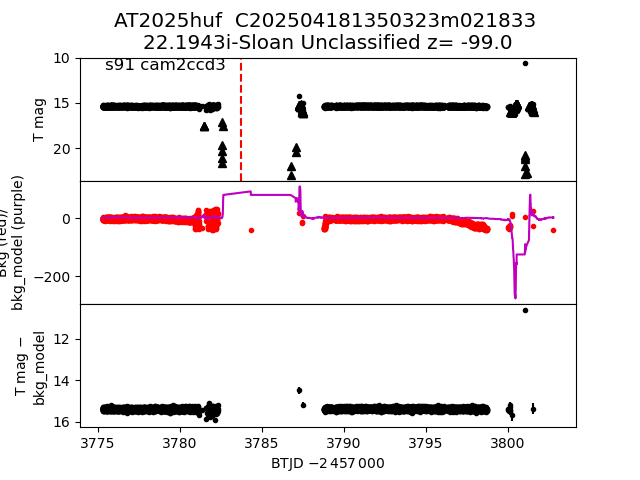 AT2025huf  C202504181350323m021833
22.1943i-Sloan Unclassified z= -99.0
s91 cam2ccd3
T mag
10
15
20
Bkg (red)/
bkg_model (purple)
0
−200
T mag −
bkg_model
12
14
16
3775 3780 3785 3790 3795 3800
BTJD −2 457 000